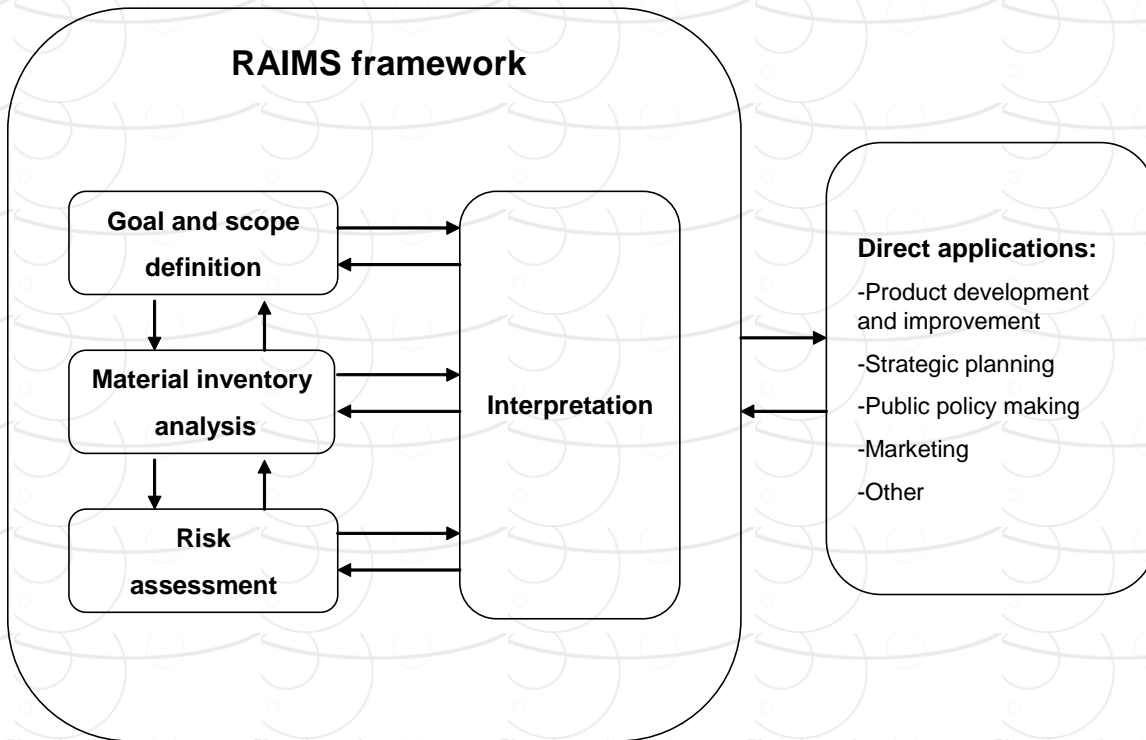 RAIMS framework
Goal and scope
definition
Material inventory
analysis
Risk
assessment
Interpretation
Direct applications:
-Product development
and improvement
-Strategic planning
-Public policy making
-Marketing
-Other